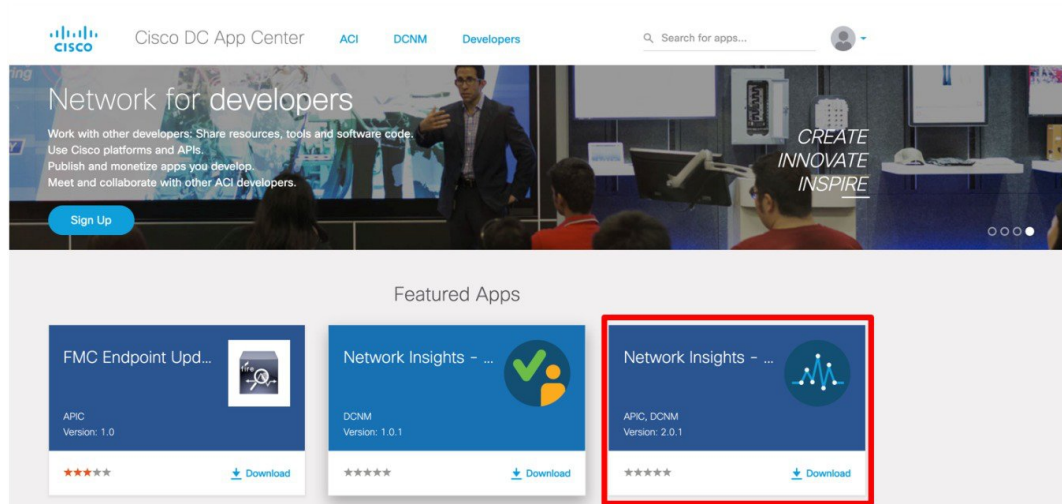 CISCO
Cisco DC App Center
ACI
DCNM
Developers
Search for apps...
Network for developers
Work with other developers: Share resources, tools and software code.
Use Cisco platforms and APIs.
Publish and monetize apps you develop.
Meet and collaborate with other ACI developers.
Sign Up
CREATE
INNOVATE
INSPIRE
Featured Apps
FMC Endpoint Upd...
fire
APIC
Version: 1.0
Download
Network Insights - ...
DCNM
Version: 1.0.1
Download
Network Insights - ...
APIC, DCNM
Version: 2.0.1
Download